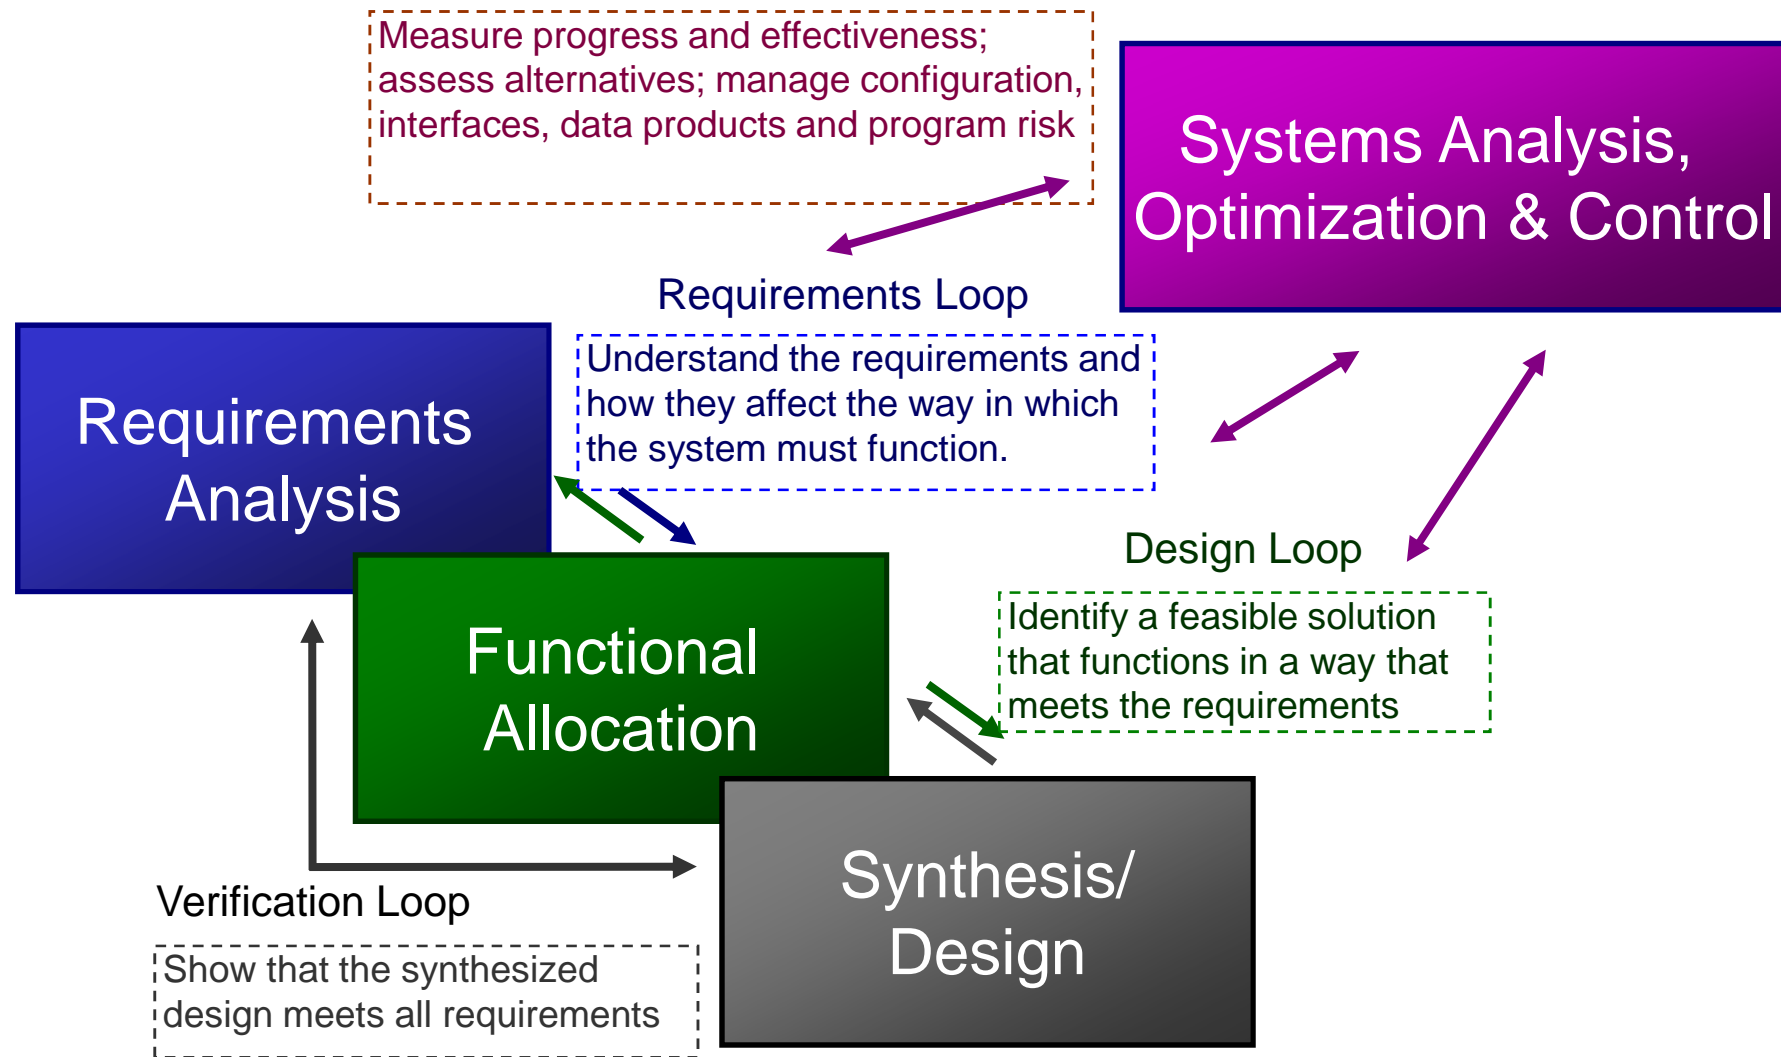 Measure progress and effectiveness;
assess alternatives; manage configuration,
interfaces, data products and program risk
Systems Analysis,
Optimization & Control
Requirements Loop
Understand the requirements and
how they affect the way in which
the system must function.
Requirements
Analysis
Design Loop
Identify a feasible solution
that functions in a way that
meets the requirements
Functional
Allocation
Synthesis/
Design
Verification Loop
Show that the synthesized
design meets all requirements